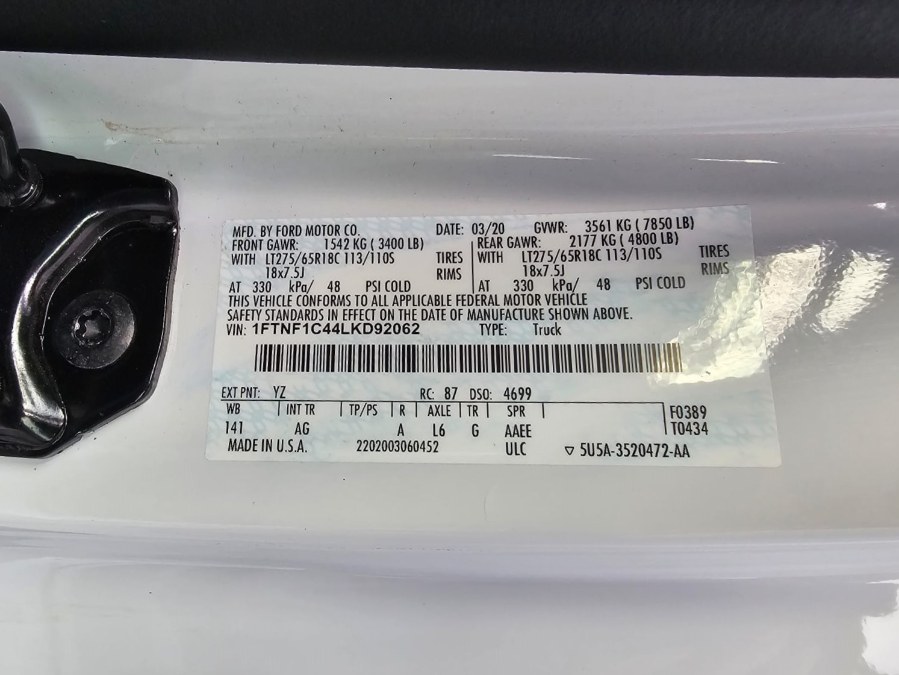 MFD. BY FORD MOTOR CO. DATE: 03/20 GVWR: 3561 KG ( 7850 LB)
FRONT GAWR: 1542 KG ( 3400 LB) REAR GAWR: 2177 KG ( 4800 LB)
WITH LT275/65R18C 113/110S TIRES WITH LT275/65R18C 113/110S TIRES
18x7.5J RIMS 18x7.5J RIMS
AT 330 kPa/ 48 PSI COLD AT 330 kPa/ 48 PSI COLD
THIS VEHICLE CONFORMS TO ALL APPLICABLE FEDERAL MOTOR VEHICLE
SAFETY STANDARDS IN EFFECT ON THE DATE OF MANUFACTURE SHOWN ABOVE.
VIN: 1FTNF1C44LKD92062 TYPE: Truck
EXT PNT: YZ RC: 87 DSO: 4699
WB INT TR TP/PS R AXLE TR SPR F0389
141 AG A L6 G AAEE T0434
MADE IN U.S.A. 2202003060452 ULC ▽ 5U5A-3520472-AA